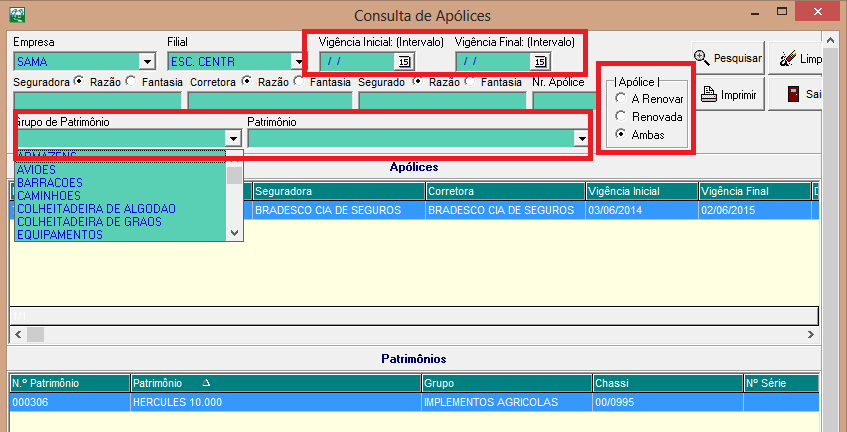 Consulta de Apólices
Empresa Filial Vigência Inicial: (Intervalo) Vigência Final: (Intervalo)
SAMA ESC. CENTR / / 15 / / 15
Pesquisar Limp
Seguradora Razão Fantasia Corretora Razão Fantasia Segurado Razão Fantasia Nr. Apólice
| Apólice |
A Renovar
Renovada
Ambas
Imprimir Sai
Grupo de Patrimônio Patrimônio
ARMAZENS
AVIOES
BARRACOES
CAMINHOES
COLHEITADEIRA DE ALGODAO
COLHEITADEIRA DE GRAOS
EQUIPAMENTOS
Apólices
Seguradora Corretora Vigência Inicial Vigência Final D
BRADESCO CIA DE SEGUROS BRADESCO CIA DE SEGUROS 03/06/2014 02/06/2015
1/1
Patrimônios
N.º Patrimônio Patrimônio Grupo Chassi Nº Série
000306 HERCULES 10.000 IMPLEMENTOS AGRICOLAS 00/0995